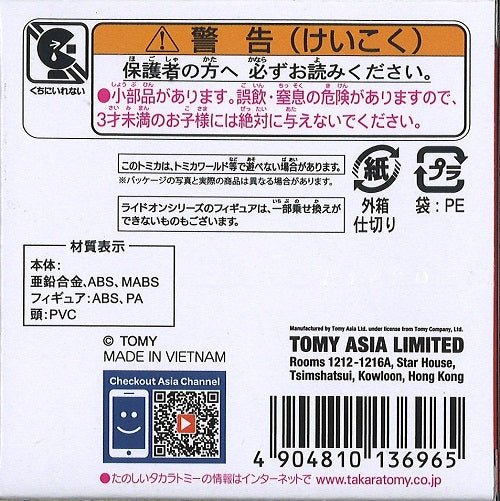 くちにいれない
警告(けいこく)
保護者の方へ 必ずお読みください。
●小部品があります。誤飲・窒息の危険がありますので、
3才未満のお子様には絶対に与えないでください。
このトミカは、トミカワールド等で遊べない場合があります。
※パッケージの写真と実際の商品は異なる場合があります。
ライドオンシリーズのフィギュアは、一部乗せ換えが
できないものもございます。
紙
外箱
仕切り
プラ
袋:PE
材質表示
本体:
亜鉛合金、ABS、MABS
フィギュア:ABS、PA
頭:PVC
© TOMY
MADE IN VIETNAM
Checkout Asia Channel
Manufactured by Tomy Asia Ltd. under license from Tomy Company, Ltd.
TOMY ASIA LIMITED
Rooms 1212-1216A, Star House,
Tsimshatsui, Kowloon, Hong Kong
4 904810 136965
●たのしいタカラトミーの情報はインターネットで www.takaratomy.co.jp